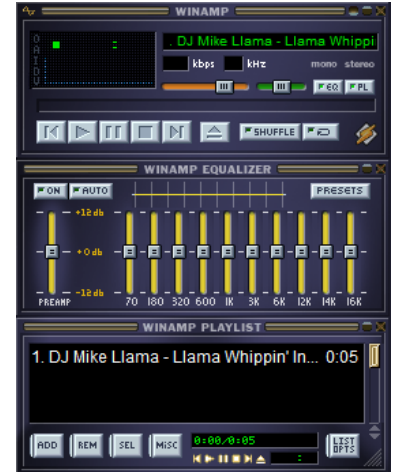 WINAMP
O
A
I
D
V
. DJ Mike Llama - Llama Whippi
kbps kHz mono stereo
EQ PL
SHUFFLE
WINAMP EQUALIZER
ON AUTO PRESETS
+12db
+0db
-12db
PREAMP 70 180 320 600 1K 3K 6K 12K 14K 16K
WINAMP PLAYLIST
1. DJ Mike Llama - Llama Whippin' In... 0:05
ADD REM SEL MISC 0:00/0:05 LIST OPTS
: